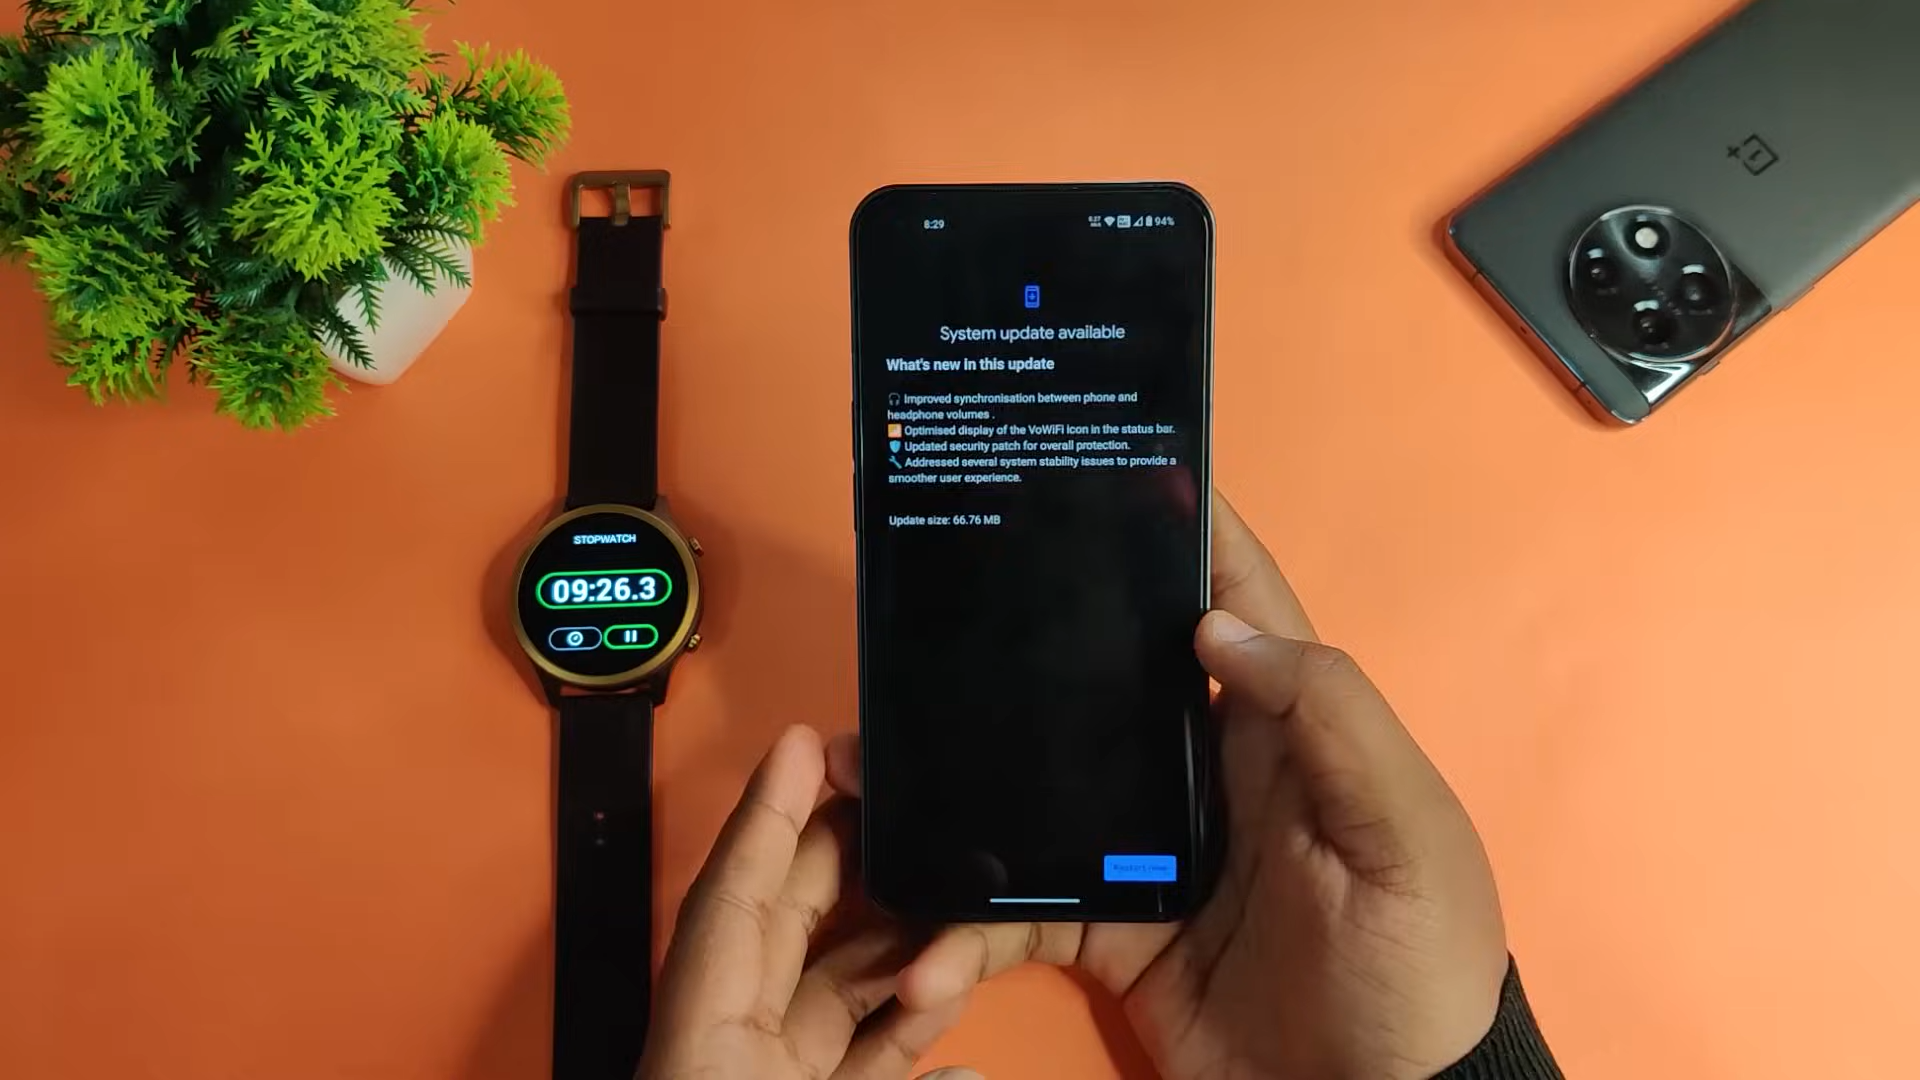 8:29
94%
System update available
What's new in this update
Improved synchronisation between phone and
headphone volumes .
Optimised display of the VoWiFi icon in the status bar.
Updated security patch for overall protection.
Addressed several system stability issues to provide a
smoother user experience.
Update size: 66.76 MB
STOPWATCH
09:26.3